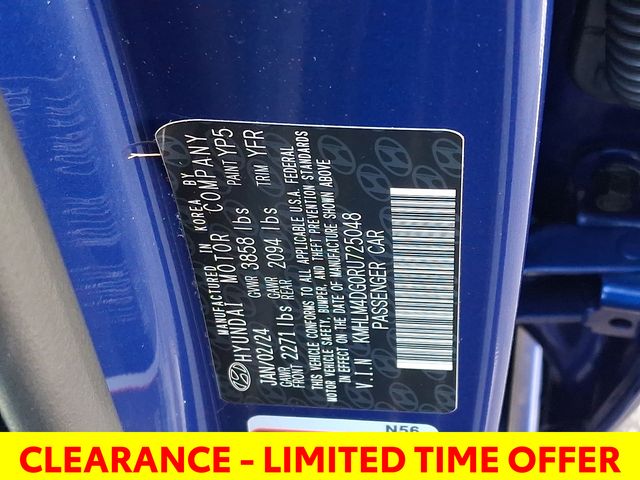 MANUFACTURED IN KOREA BY
HYUNDAI MOTOR COMPANY
PAINT YP5
JAN/02/24 GVWR 3858 lbs TRIM YFR
GAWR FRONT 2271 lbs GAWR REAR 2094 lbs
THIS VEHICLE CONFORMS TO ALL APPLICABLE U.S.A. FEDERAL
MOTOR VEHICLE SAFETY, BUMPER, AND THEFT PREVENTION STANDARDS
IN EFFECT ON THE DATE OF MANUFACTURE SHOWN ABOVE
V.I.N KMHLM4DG0RU725048
PASSENGER CAR
N56
CLEARANCE - LIMITED TIME OFFER